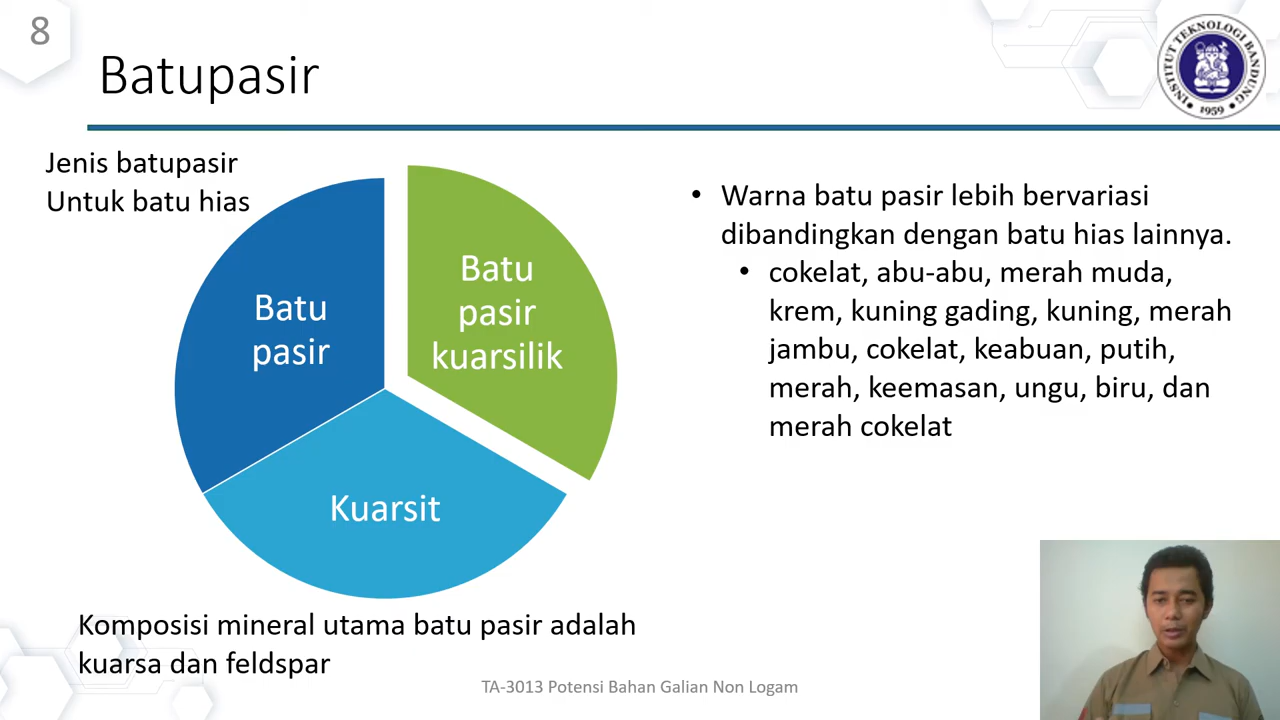 8
Batupasir
INSTITUT TEKNOLOGI BANDUNG
1959
Jenis batupasir
Untuk batu hias
Batu
pasir
Batu
pasir
kuarsilik
Kuarsit
• Warna batu pasir lebih bervariasi
dibandingkan dengan batu hias lainnya.
• cokelat, abu-abu, merah muda,
krem, kuning gading, kuning, merah
jambu, cokelat, keabuan, putih,
merah, keemasan, ungu, biru, dan
merah cokelat
Komposisi mineral utama batu pasir adalah
kuarsa dan feldspar
TA-3013 Potensi Bahan Galian Non Logam